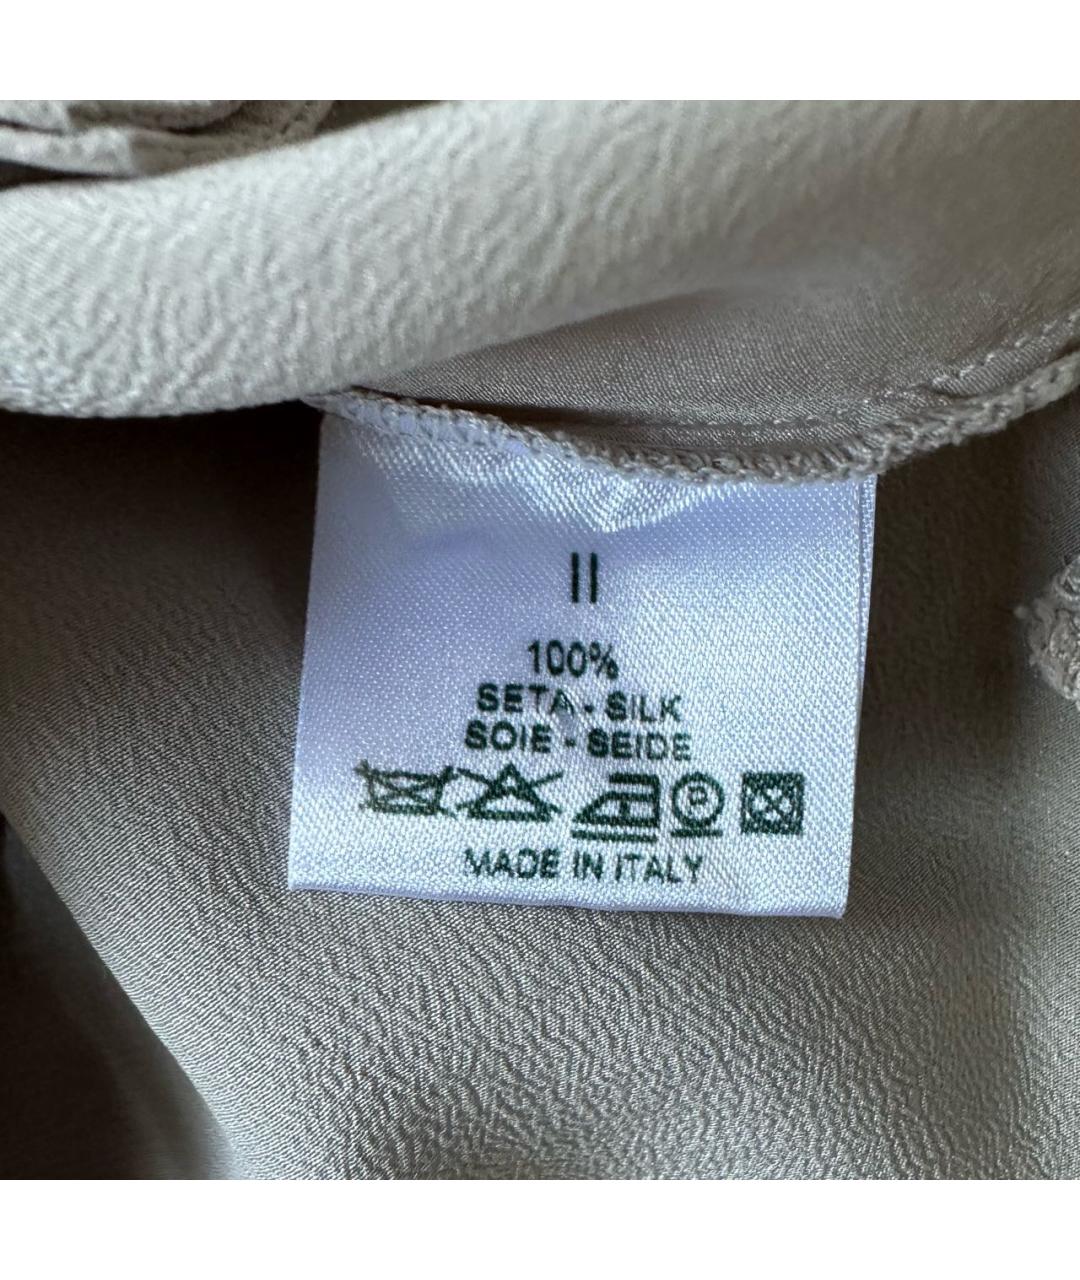 II
100%
SETA - SILK
SOIE - SEIDE
P
MADE IN ITALY